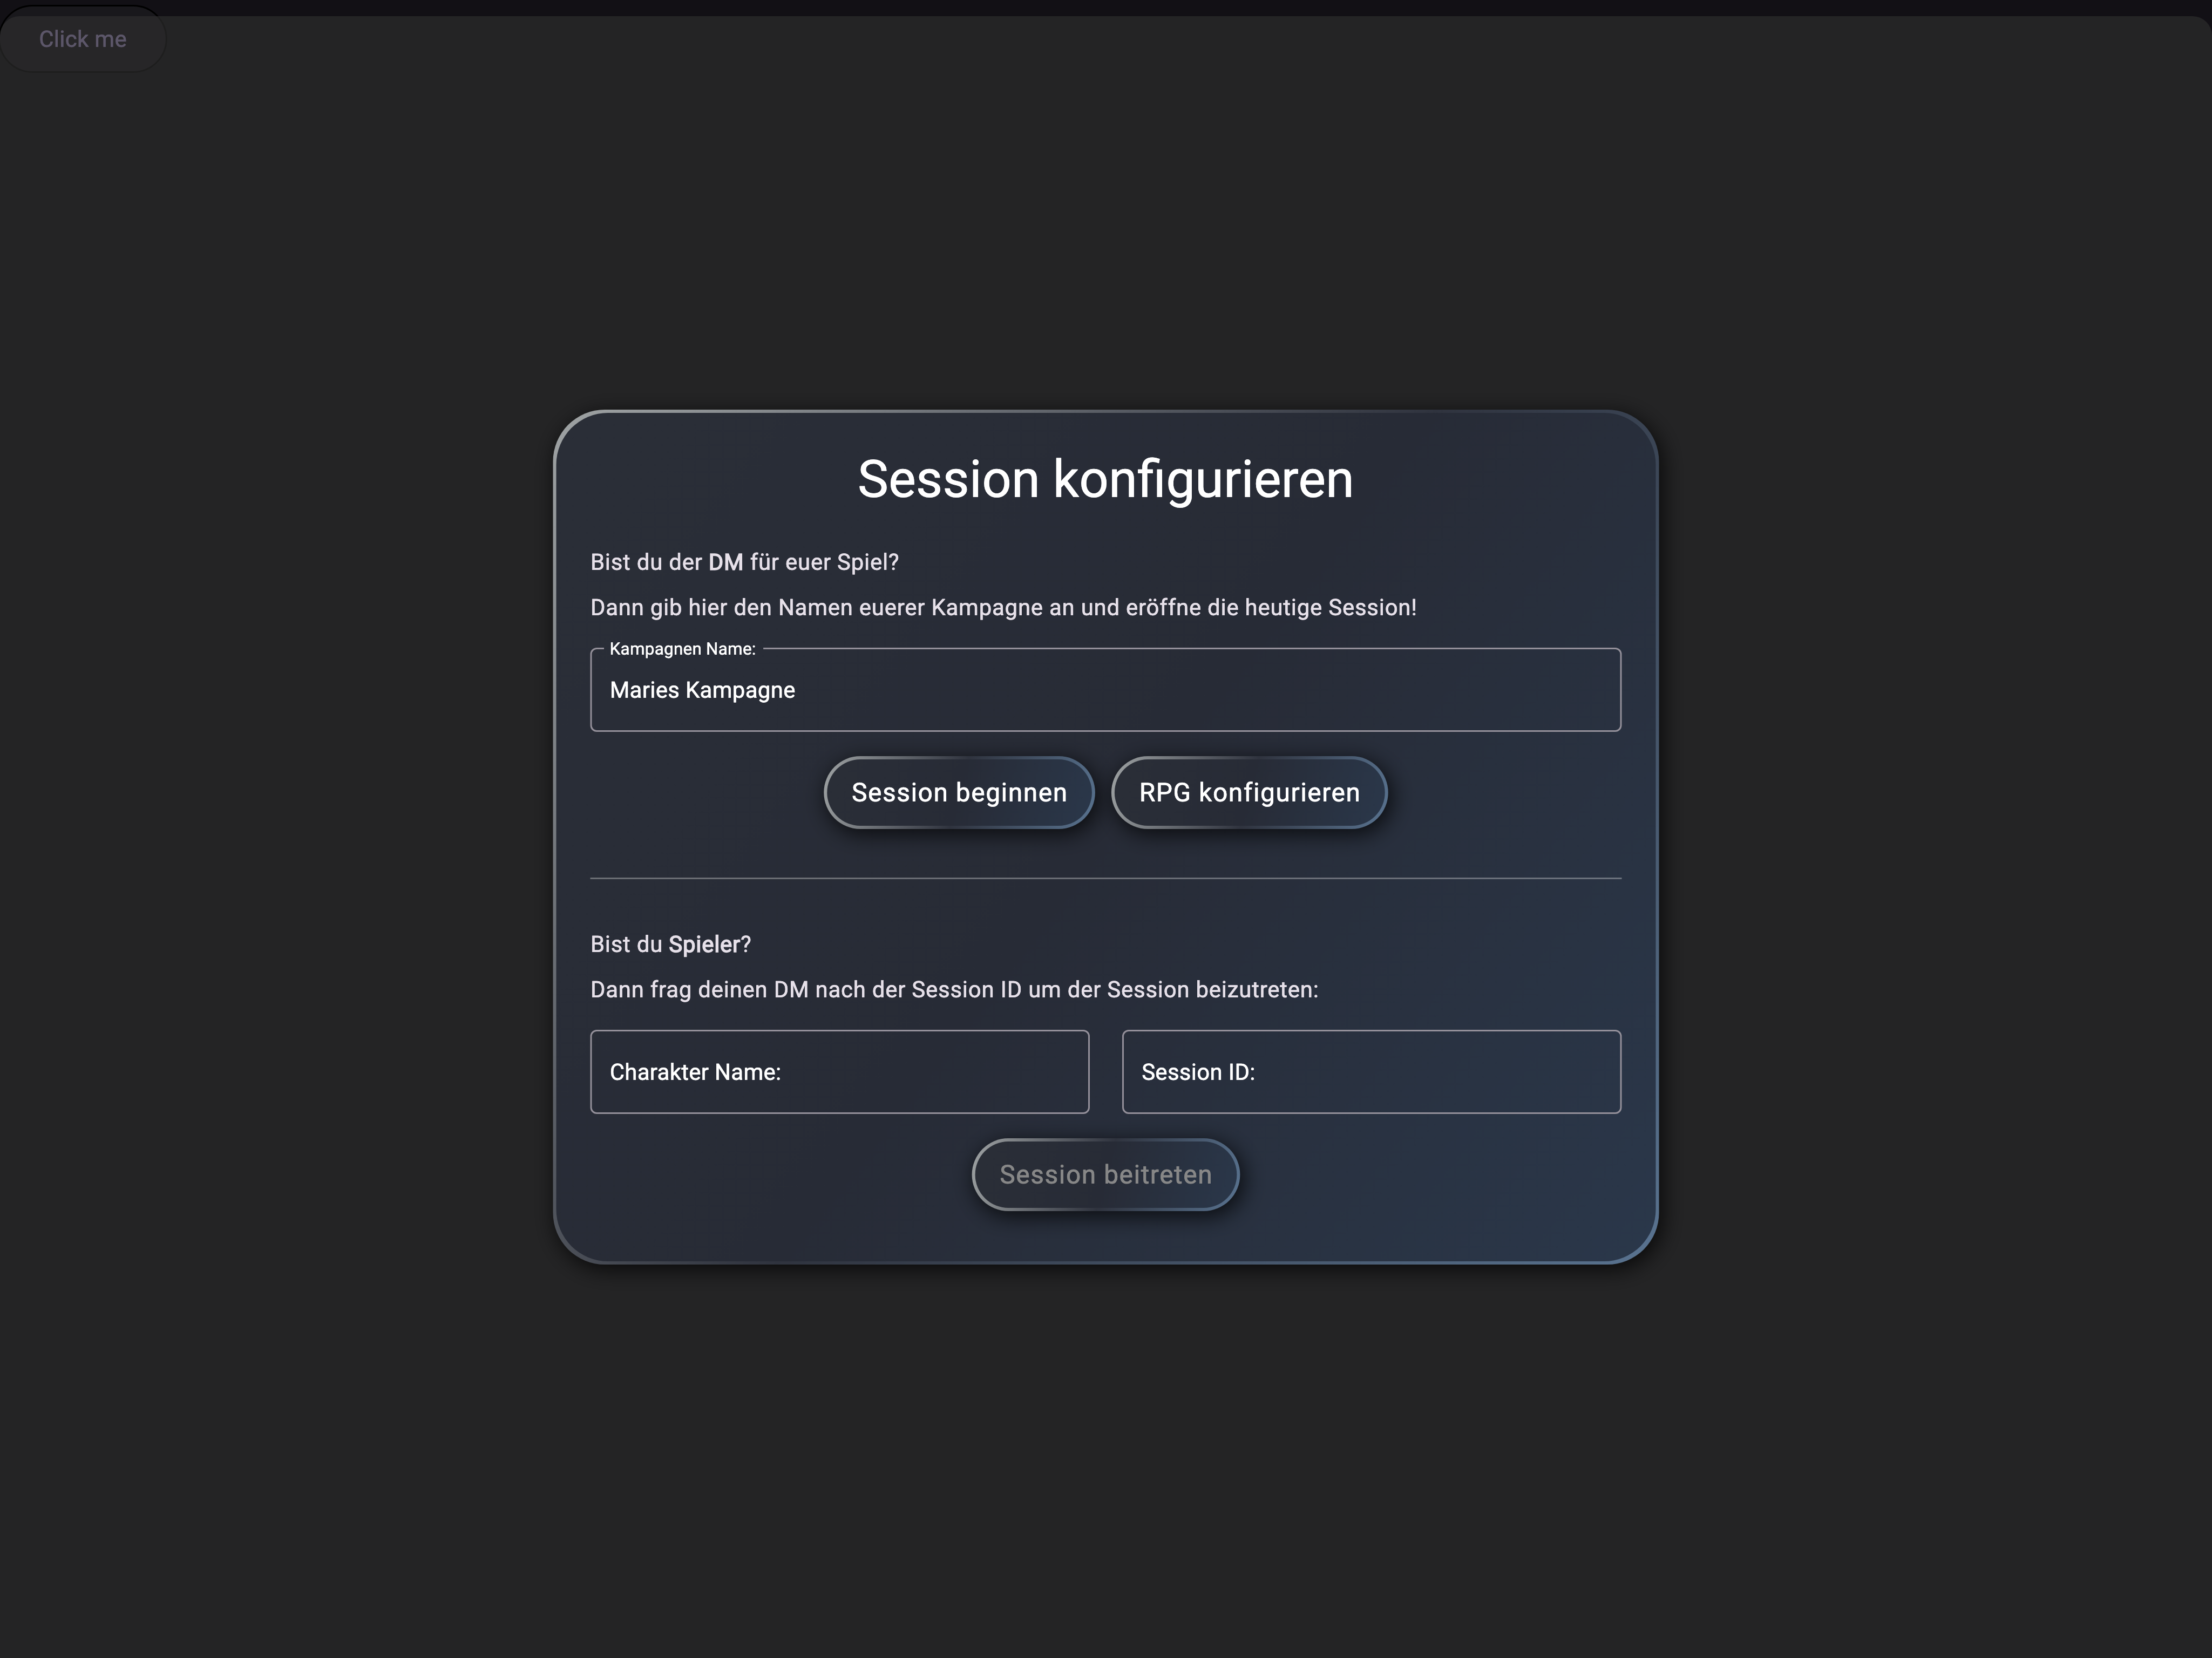 Click me
Session konfigurieren
Bist du der DM für euer Spiel?
Dann gib hier den Namen euerer Kampagne an und eröffne die heutige Session!
Kampagnen Name:
Maries Kampagne
Session beginnen
RPG konfigurieren
Bist du Spieler?
Dann frag deinen DM nach der Session ID um der Session beizutreten:
Charakter Name:
Session ID:
Session beitreten